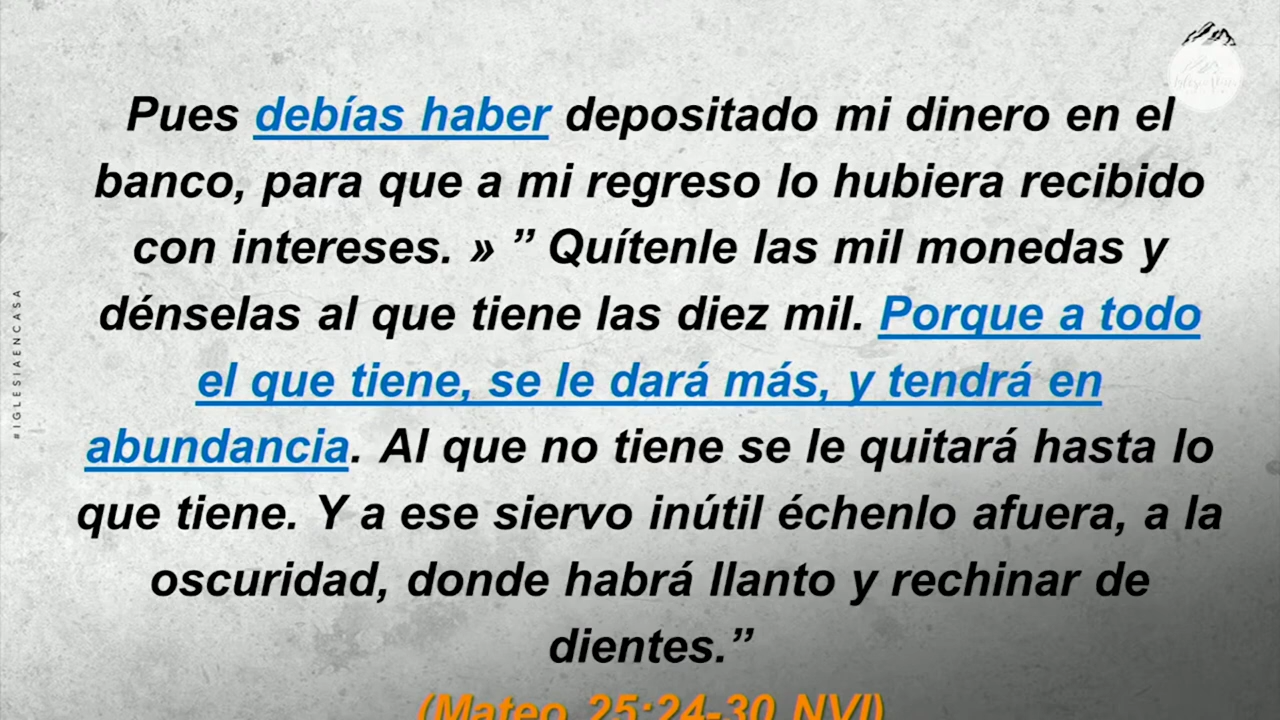 Pues debías haber depositado mi dinero en el
banco, para que a mi regreso lo hubiera recibido
con intereses. » ” Quítenle las mil monedas y
dénselas al que tiene las diez mil. Porque a todo
el que tiene, se le dará más, y tendrá en
abundancia. Al que no tiene se le quitará hasta lo
que tiene. Y a ese siervo inútil échenlo afuera, a la
oscuridad, donde habrá llanto y rechinar de
dientes.”
(Mateo 25:24-30 NVI)
#IGLESIAENCASA